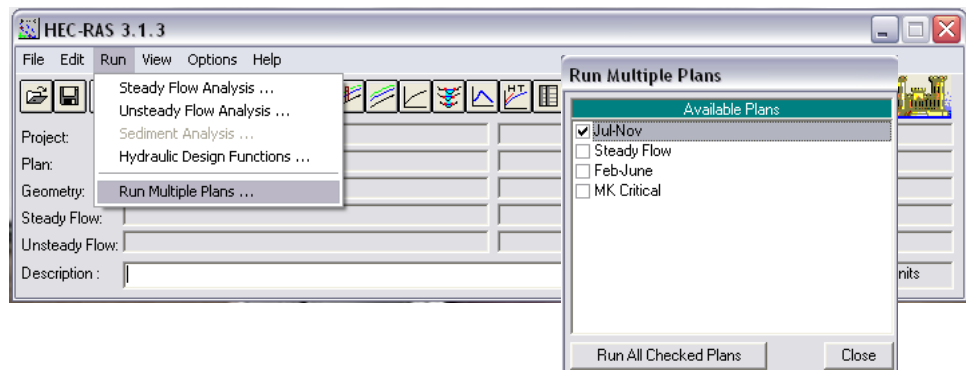 HEC-RAS 3.1.3
File Edit Run View Options Help
Steady Flow Analysis ...
Unsteady Flow Analysis ...
Sediment Analysis ...
Hydraulic Design Functions ...
Run Multiple Plans ...
HT
Project:
Plan:
Geometry:
Steady Flow:
Unsteady Flow:
Description :
nits
Run Multiple Plans
Available Plans
Jul-Nov
Steady Flow
Feb-June
MK Critical
Run All Checked Plans Close